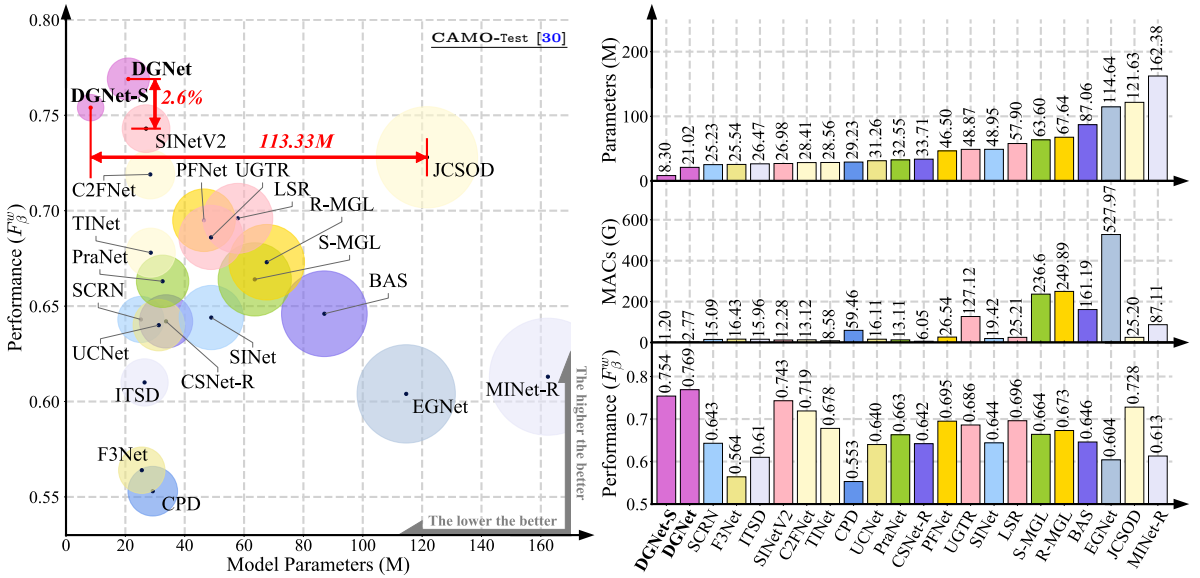 0.80
0.75
0.70
0.65
0.60
0.55
Performance (F_β^w)
CAMO-Test [30]
DGNet
DGNet-S
2.6%
SINetV2
113.33M
JCSOD
C2FNet
PFNet
UGTR
LSR
TINet
R-MGL
PraNet
S-MGL
SCRN
BAS
UCNet
SINet
CSNet-R
ITSD
MINet-R
EGNet
F3Net
CPD
The higher the better
The lower the better
0 20 40 60 80 100 120 140 160
Model Parameters (M)
Parameters (M)
200
100
0
8.30 21.02 25.23 25.54 26.47 26.98 28.41 28.56 29.23 31.26 32.55 33.71 46.50 48.87 48.95 57.90 63.60 67.64 87.06 114.64 121.63 162.38
MACs (G)
600
400
200
0
1.20 2.77 15.09 16.43 15.96 12.28 13.12 8.58 59.46 16.11 13.11 6.05 26.54 127.12 19.42 25.21 236.6 249.89 161.19 527.97 25.20 87.11
Performance (F_β^w)
0.8
0.7
0.6
0.5
0.754 0.769 0.643 0.564 0.61 0.743 0.719 0.678 0.553 0.640 0.663 0.642 0.695 0.686 0.644 0.696 0.664 0.673 0.646 0.604 0.728 0.613
DGNet-S DGNet SCRN F3Net ITSD SINetV2 C2FNet TINet CPD UCNet PraNet CSNet-R PFNet UGTR SINet LSR S-MGL R-MGL BAS EGNet JCSOD MINet-R